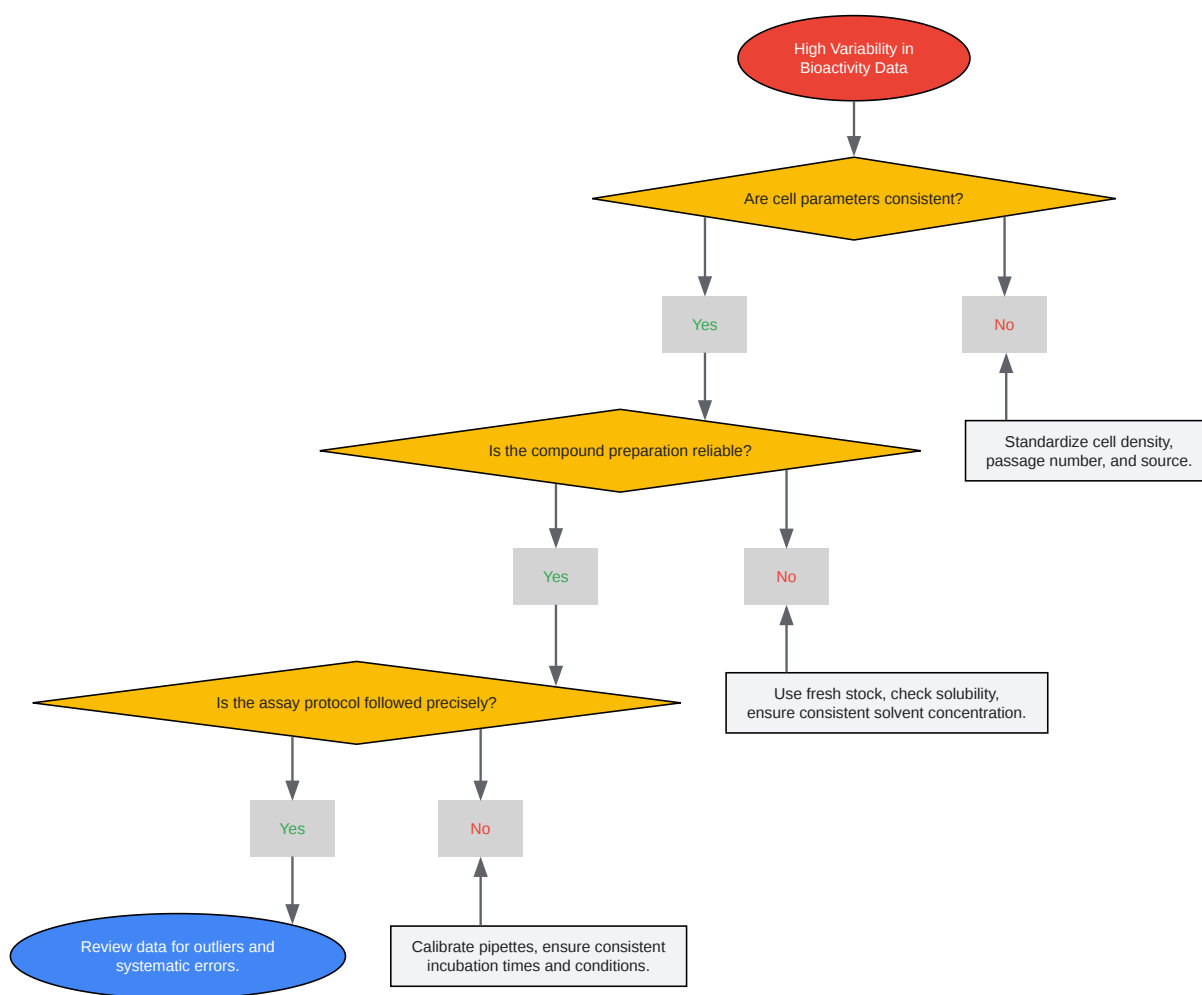 High Variability in
Bioactivity Data
Are cell parameters consistent?
Yes
No
Standardize cell density,
passage number, and source.
Is the compound preparation reliable?
Yes
No
Use fresh stock, check solubility,
ensure consistent solvent concentration.
Is the assay protocol followed precisely?
Yes
No
Review data for outliers and
systematic errors.
Calibrate pipettes, ensure consistent
incubation times and conditions.